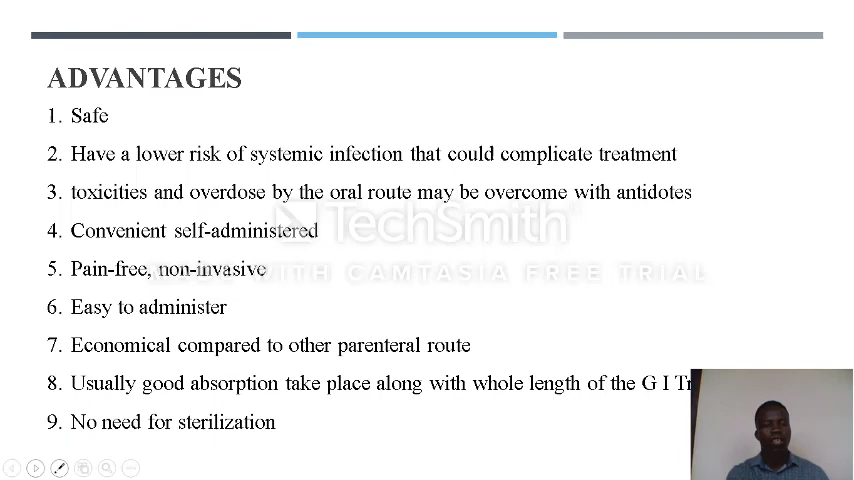 ADVANTAGES
1. Safe
2. Have a lower risk of systemic infection that could complicate treatment
3. toxicities and overdose by the oral route may be overcome with antidotes
4. Convenient self-administered
TechSmith
5. Pain-free, non-invasive
MADE WITH CAMTASIA FREE TRIAL
6. Easy to administer
7. Economical compared to other parenteral route
8. Usually good absorption take place along with whole length of the G I
9. No need for sterilization